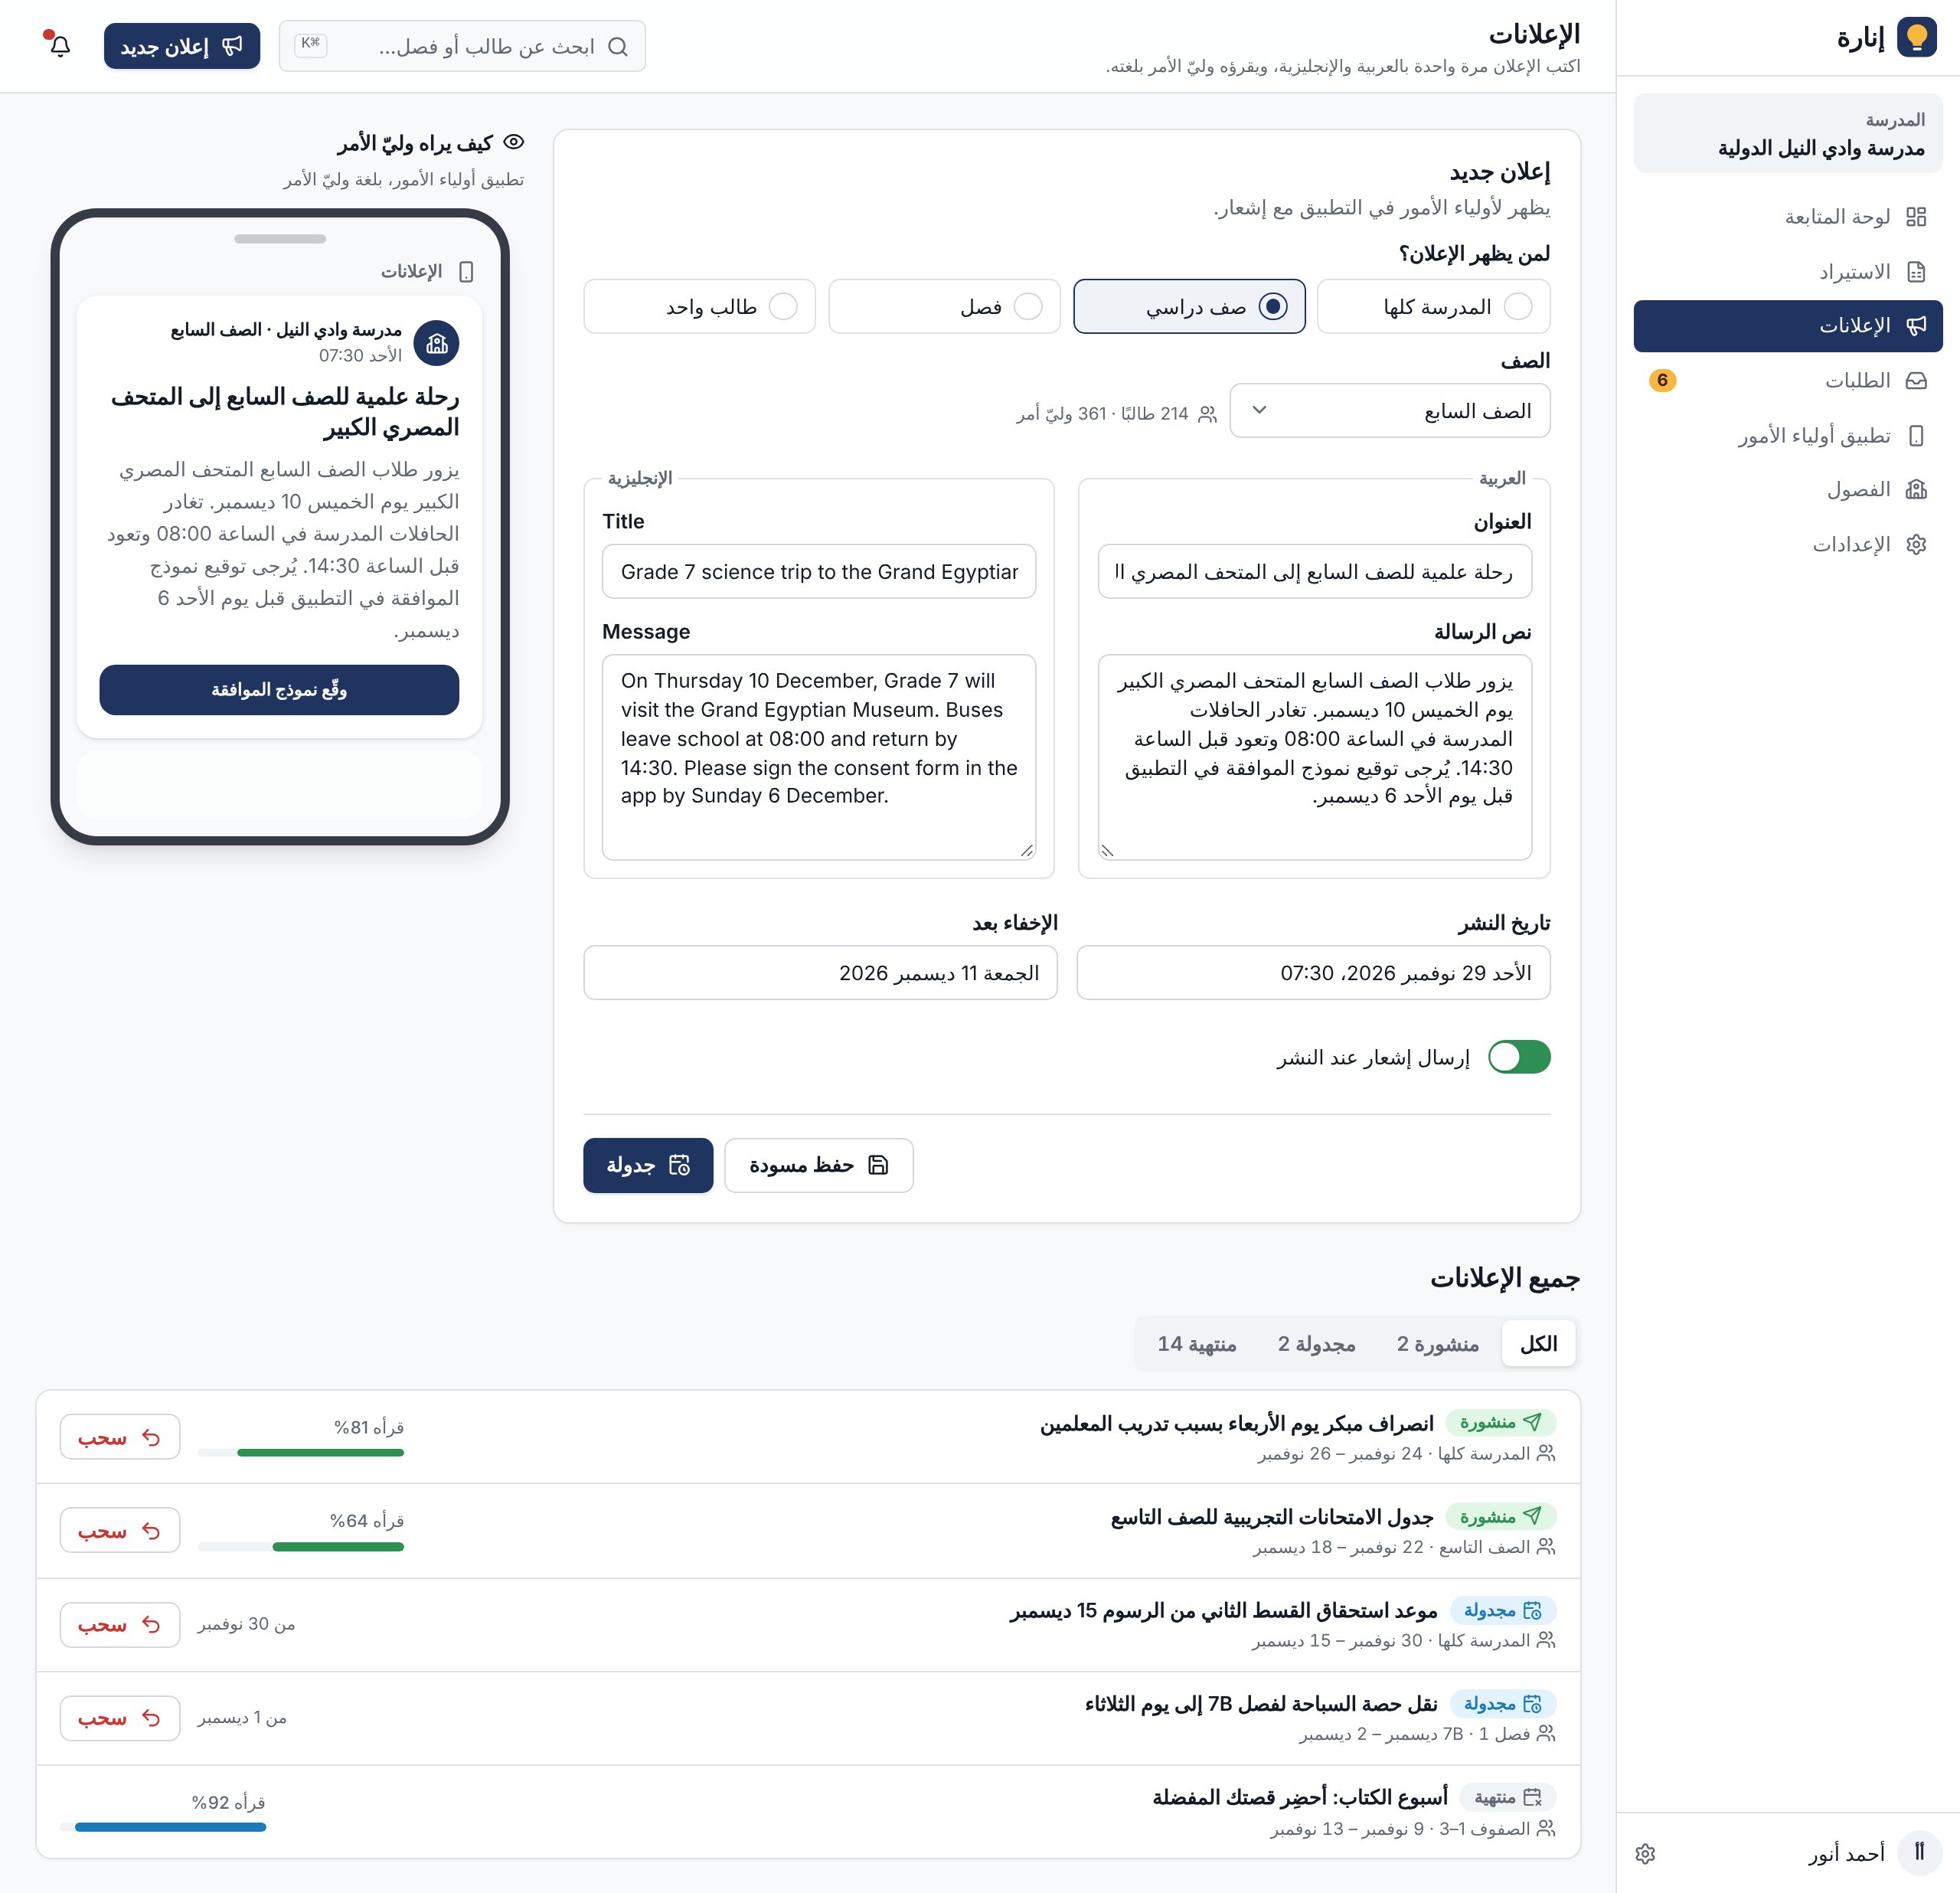 إنارة
المدرسة
مدرسة وادي النيل الدولية
لوحة المتابعة
الاستيراد
الإعلانات
الطلبات
6
تطبيق أولياء الأمور
الفصول
الإعدادات
أحمد أنور
الإعلانات
اكتب الإعلان مرة واحدة بالعربية والإنجليزية، ويقرؤه وليّ الأمر بلغته.
ابحث عن طالب أو فصل...
⌘K
إعلان جديد
إعلان جديد
يظهر لأولياء الأمور في التطبيق مع إشعار.
لمن يظهر الإعلان؟
المدرسة كلها
صف دراسي
فصل
طالب واحد
الصف
الصف السابع
214 طالبًا · 361 وليّ أمر
العربية
العنوان
رحلة علمية للصف السابع إلى المتحف المصري
نص الرسالة
يزور طلاب الصف السابع المتحف المصري الكبير
يوم الخميس 10 ديسمبر. تغادر الحافلات
المدرسة في الساعة 08:00 وتعود قبل الساعة
14:30. يُرجى توقيع نموذج الموافقة في التطبيق
قبل يوم الأحد 6 ديسمبر.
الإنجليزية
Title
Grade 7 science trip to the Grand Egyptian
Message
On Thursday 10 December, Grade 7 will
visit the Grand Egyptian Museum. Buses
leave school at 08:00 and return by
14:30. Please sign the consent form in the
app by Sunday 6 December.
تاريخ النشر
الأحد 29 نوفمبر 2026، 07:30
الإخفاء بعد
الجمعة 11 ديسمبر 2026
إرسال إشعار عند النشر
حفظ مسودة
جدولة
كيف يراه وليّ الأمر
تطبيق أولياء الأمور، بلغة وليّ الأمر
الإعلانات
مدرسة وادي النيل · الصف السابع
الأحد 07:30
رحلة علمية للصف السابع إلى المتحف
المصري الكبير
يزور طلاب الصف السابع المتحف المصري
الكبير يوم الخميس 10 ديسمبر. تغادر
الحافلات المدرسة في الساعة 08:00 وتعود
قبل الساعة 14:30. يُرجى توقيع نموذج
الموافقة في التطبيق قبل يوم الأحد 6
ديسمبر.
وقّع نموذج الموافقة
جميع الإعلانات
الكل
منشورة 2
مجدولة 2
منتهية 14
منشورة
انصراف مبكر يوم الأربعاء بسبب تدريب المعلمين
المدرسة كلها · 24 نوفمبر – 26 نوفمبر
قرأه 81%
سحب
منشورة
جدول الامتحانات التجريبية للصف التاسع
الصف التاسع · 22 نوفمبر – 18 ديسمبر
قرأه 64%
سحب
مجدولة
موعد استحقاق القسط الثاني من الرسوم 15 ديسمبر
المدرسة كلها · 30 نوفمبر – 15 ديسمبر
من 30 نوفمبر
سحب
مجدولة
نقل حصة السباحة لفصل 7B إلى يوم الثلاثاء
فصل 7B · 1 ديسمبر – 2 ديسمبر
من 1 ديسمبر
سحب
منتهية
أسبوع الكتاب: أحضِر قصتك المفضلة
الصفوف 1–3 · 9 نوفمبر – 13 نوفمبر
قرأه 92%